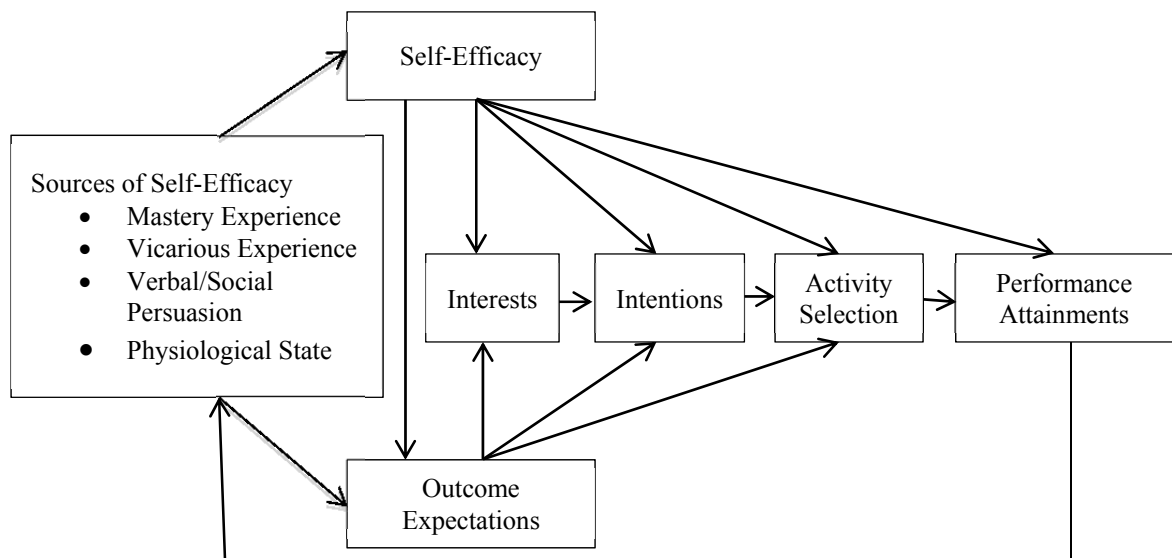 Self-Efficacy
Sources of Self-Efficacy
• Mastery Experience
• Vicarious Experience
• Verbal/Social
Persuasion
• Physiological State
Interests
Intentions
Activity
Selection
Performance
Attainments
Outcome
Expectations